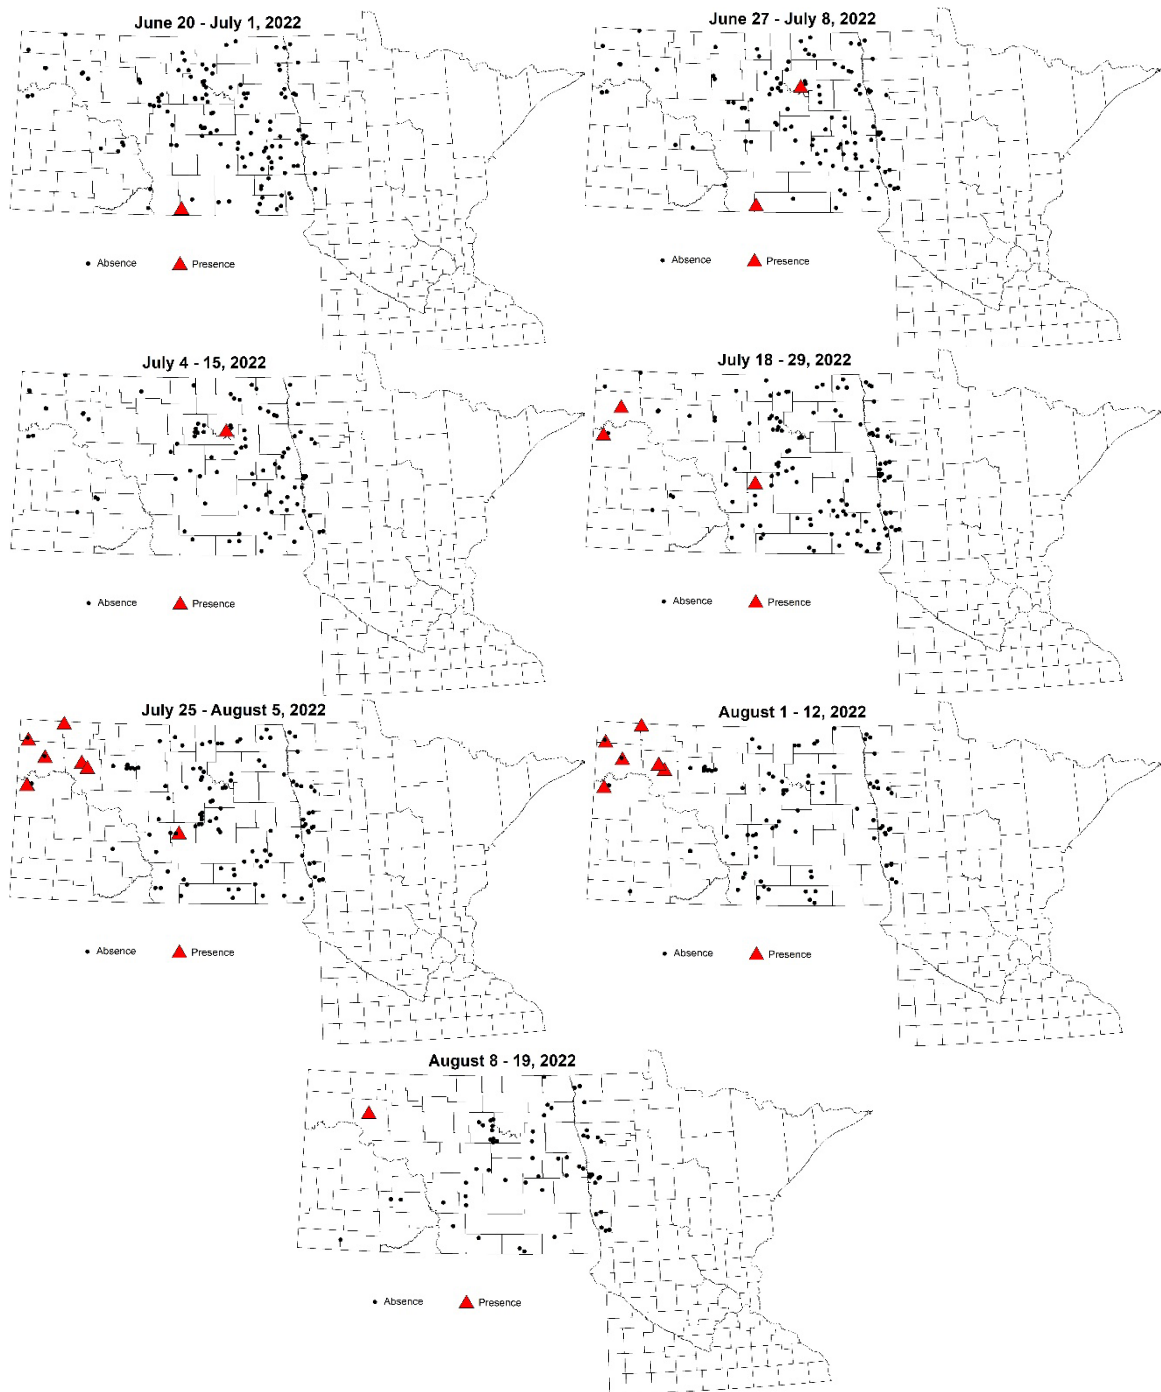 June 20 - July 1, 2022
Absence Presence
June 27 - July 8, 2022
Absence Presence
July 4 - 15, 2022
Absence Presence
July 18 - 29, 2022
Absence Presence
July 25 - August 5, 2022
Absence Presence
August 1 - 12, 2022
Absence Presence
August 8 - 19, 2022
Absence Presence